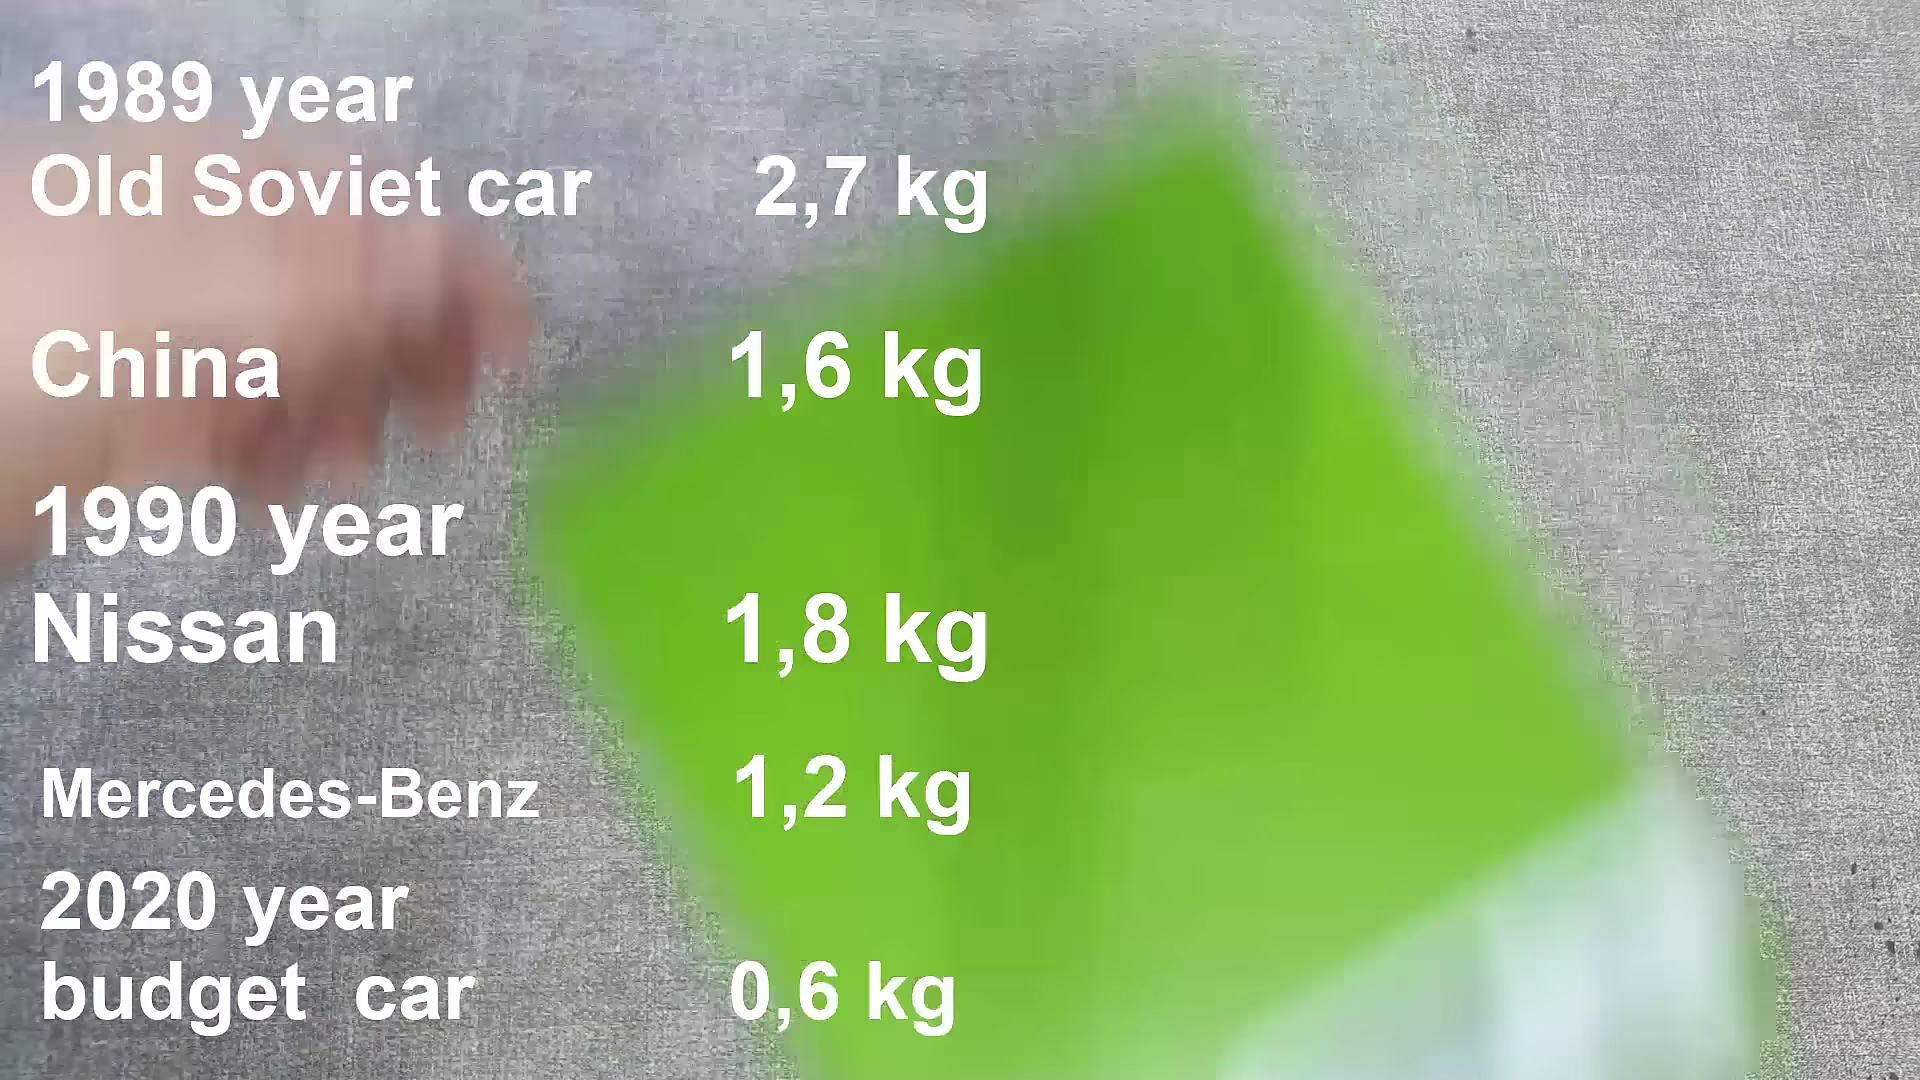 1989 year
Old Soviet car 2,7 kg
China 1,6 kg
1990 year
Nissan 1,8 kg
Mercedes-Benz 1,2 kg
2020 year
budget car 0,6 kg